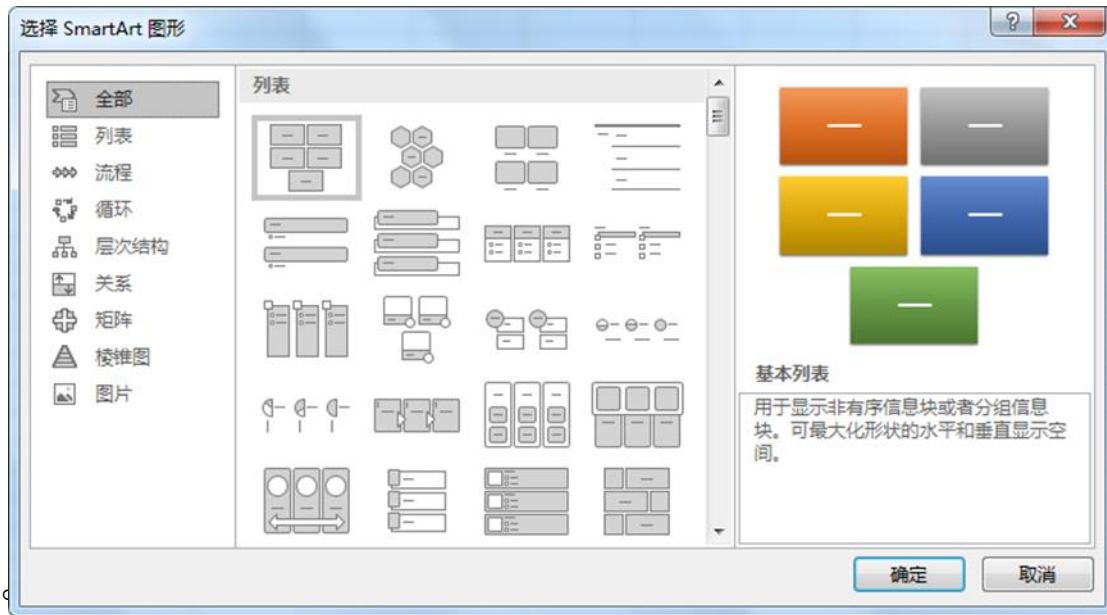 选择 SmartArt 图形
全部
列表
流程
循环
层次结构
关系
矩阵
棱锥图
图片
列表
基本列表
用于显示非有序信息块或者分组信息
块。可最大化形状的水平和垂直显示空
间。
确定
取消